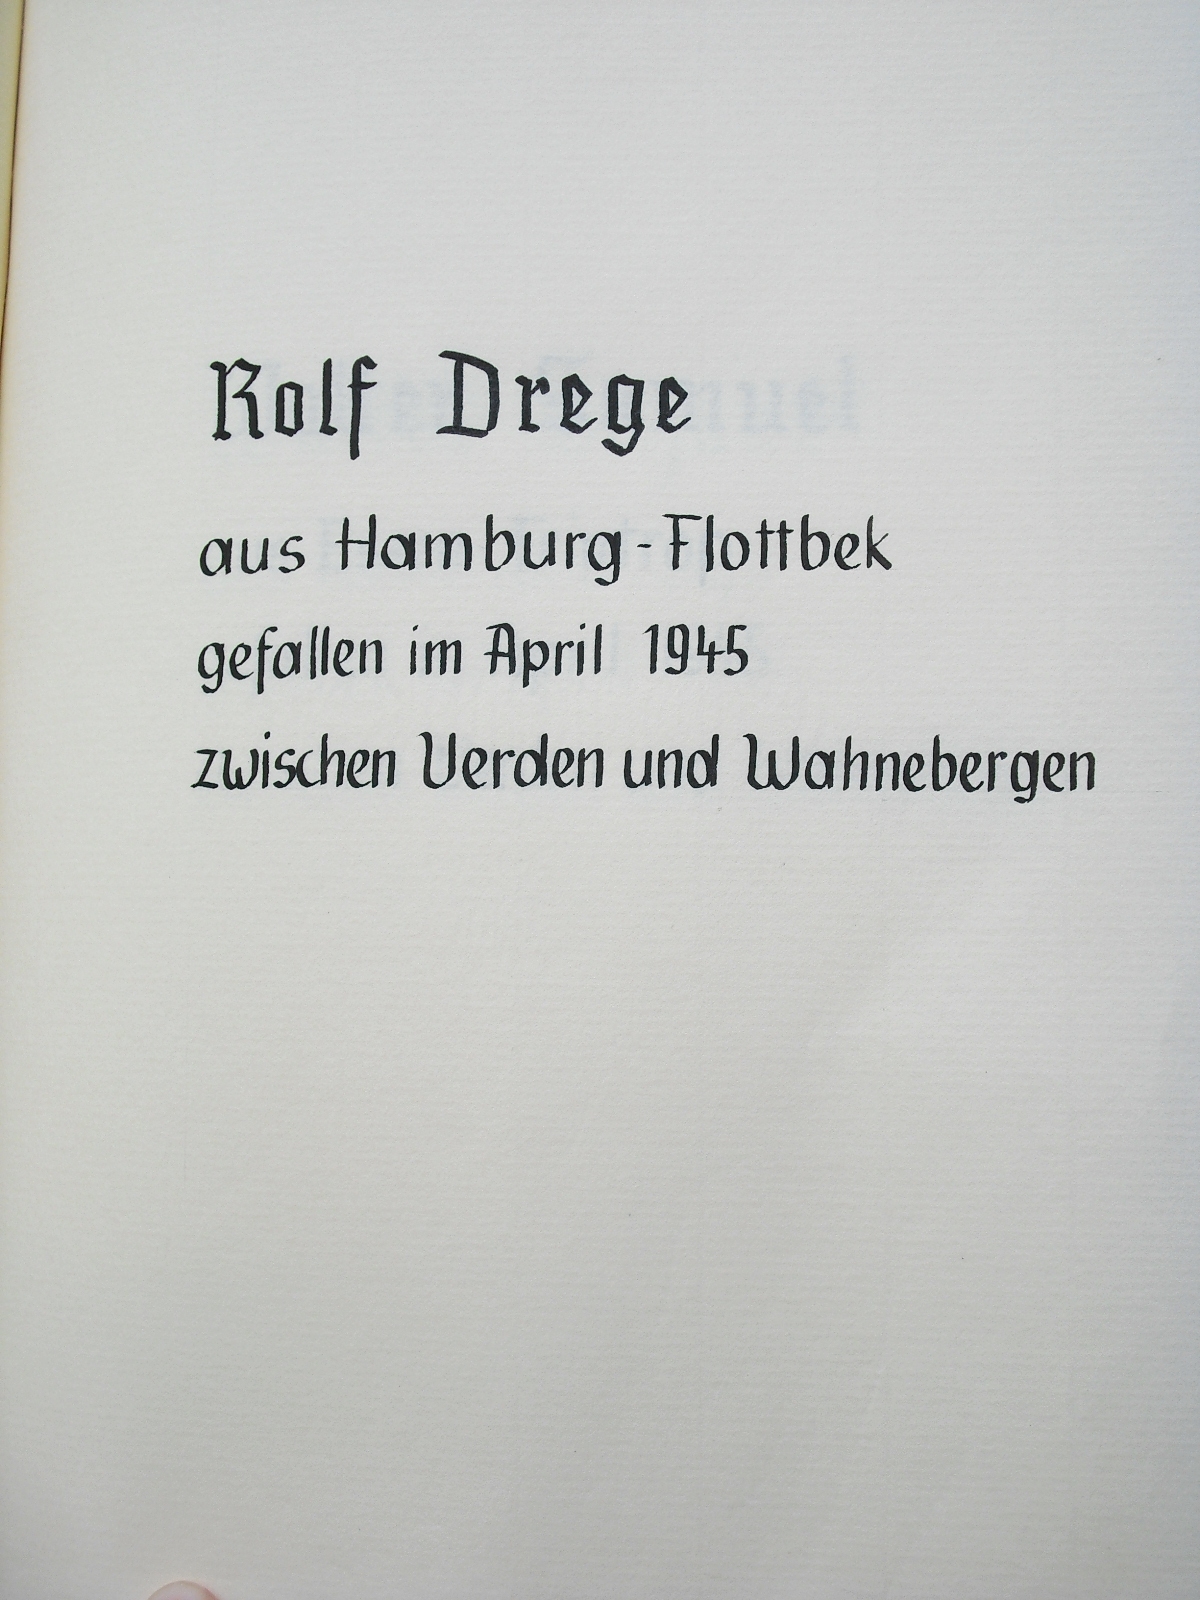 Rolf Drege
aus Hamburg-Flottbek
gefallen im April 1945
zwischen Verden und Wahnebergen